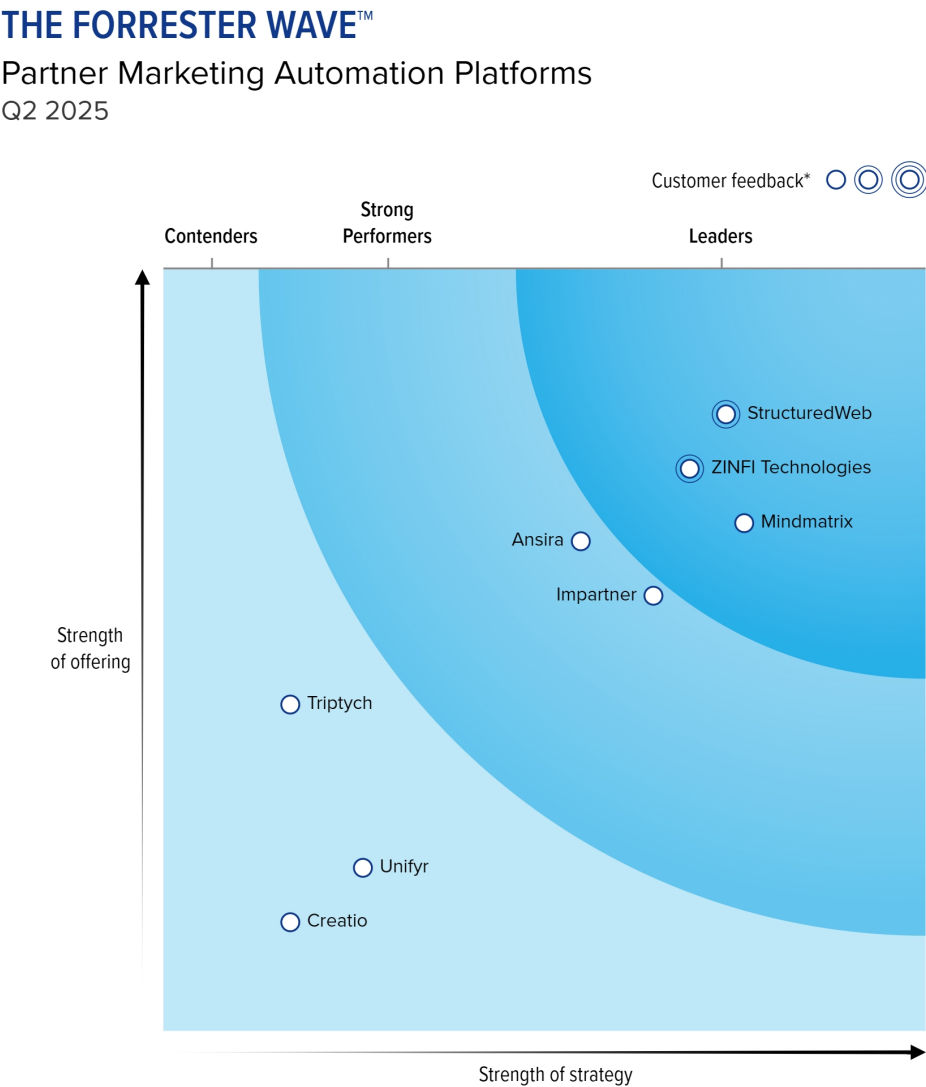 THE FORRESTER WAVE™
Partner Marketing Automation Platforms
Q2 2025
Customer feedback*
Strong
Contenders Performers Leaders
StructuredWeb
ZINFI Technologies
Mindmatrix
Ansira
Impartner
Strength
of offering
Triptych
Unifyr
Creatio
Strength of strategy